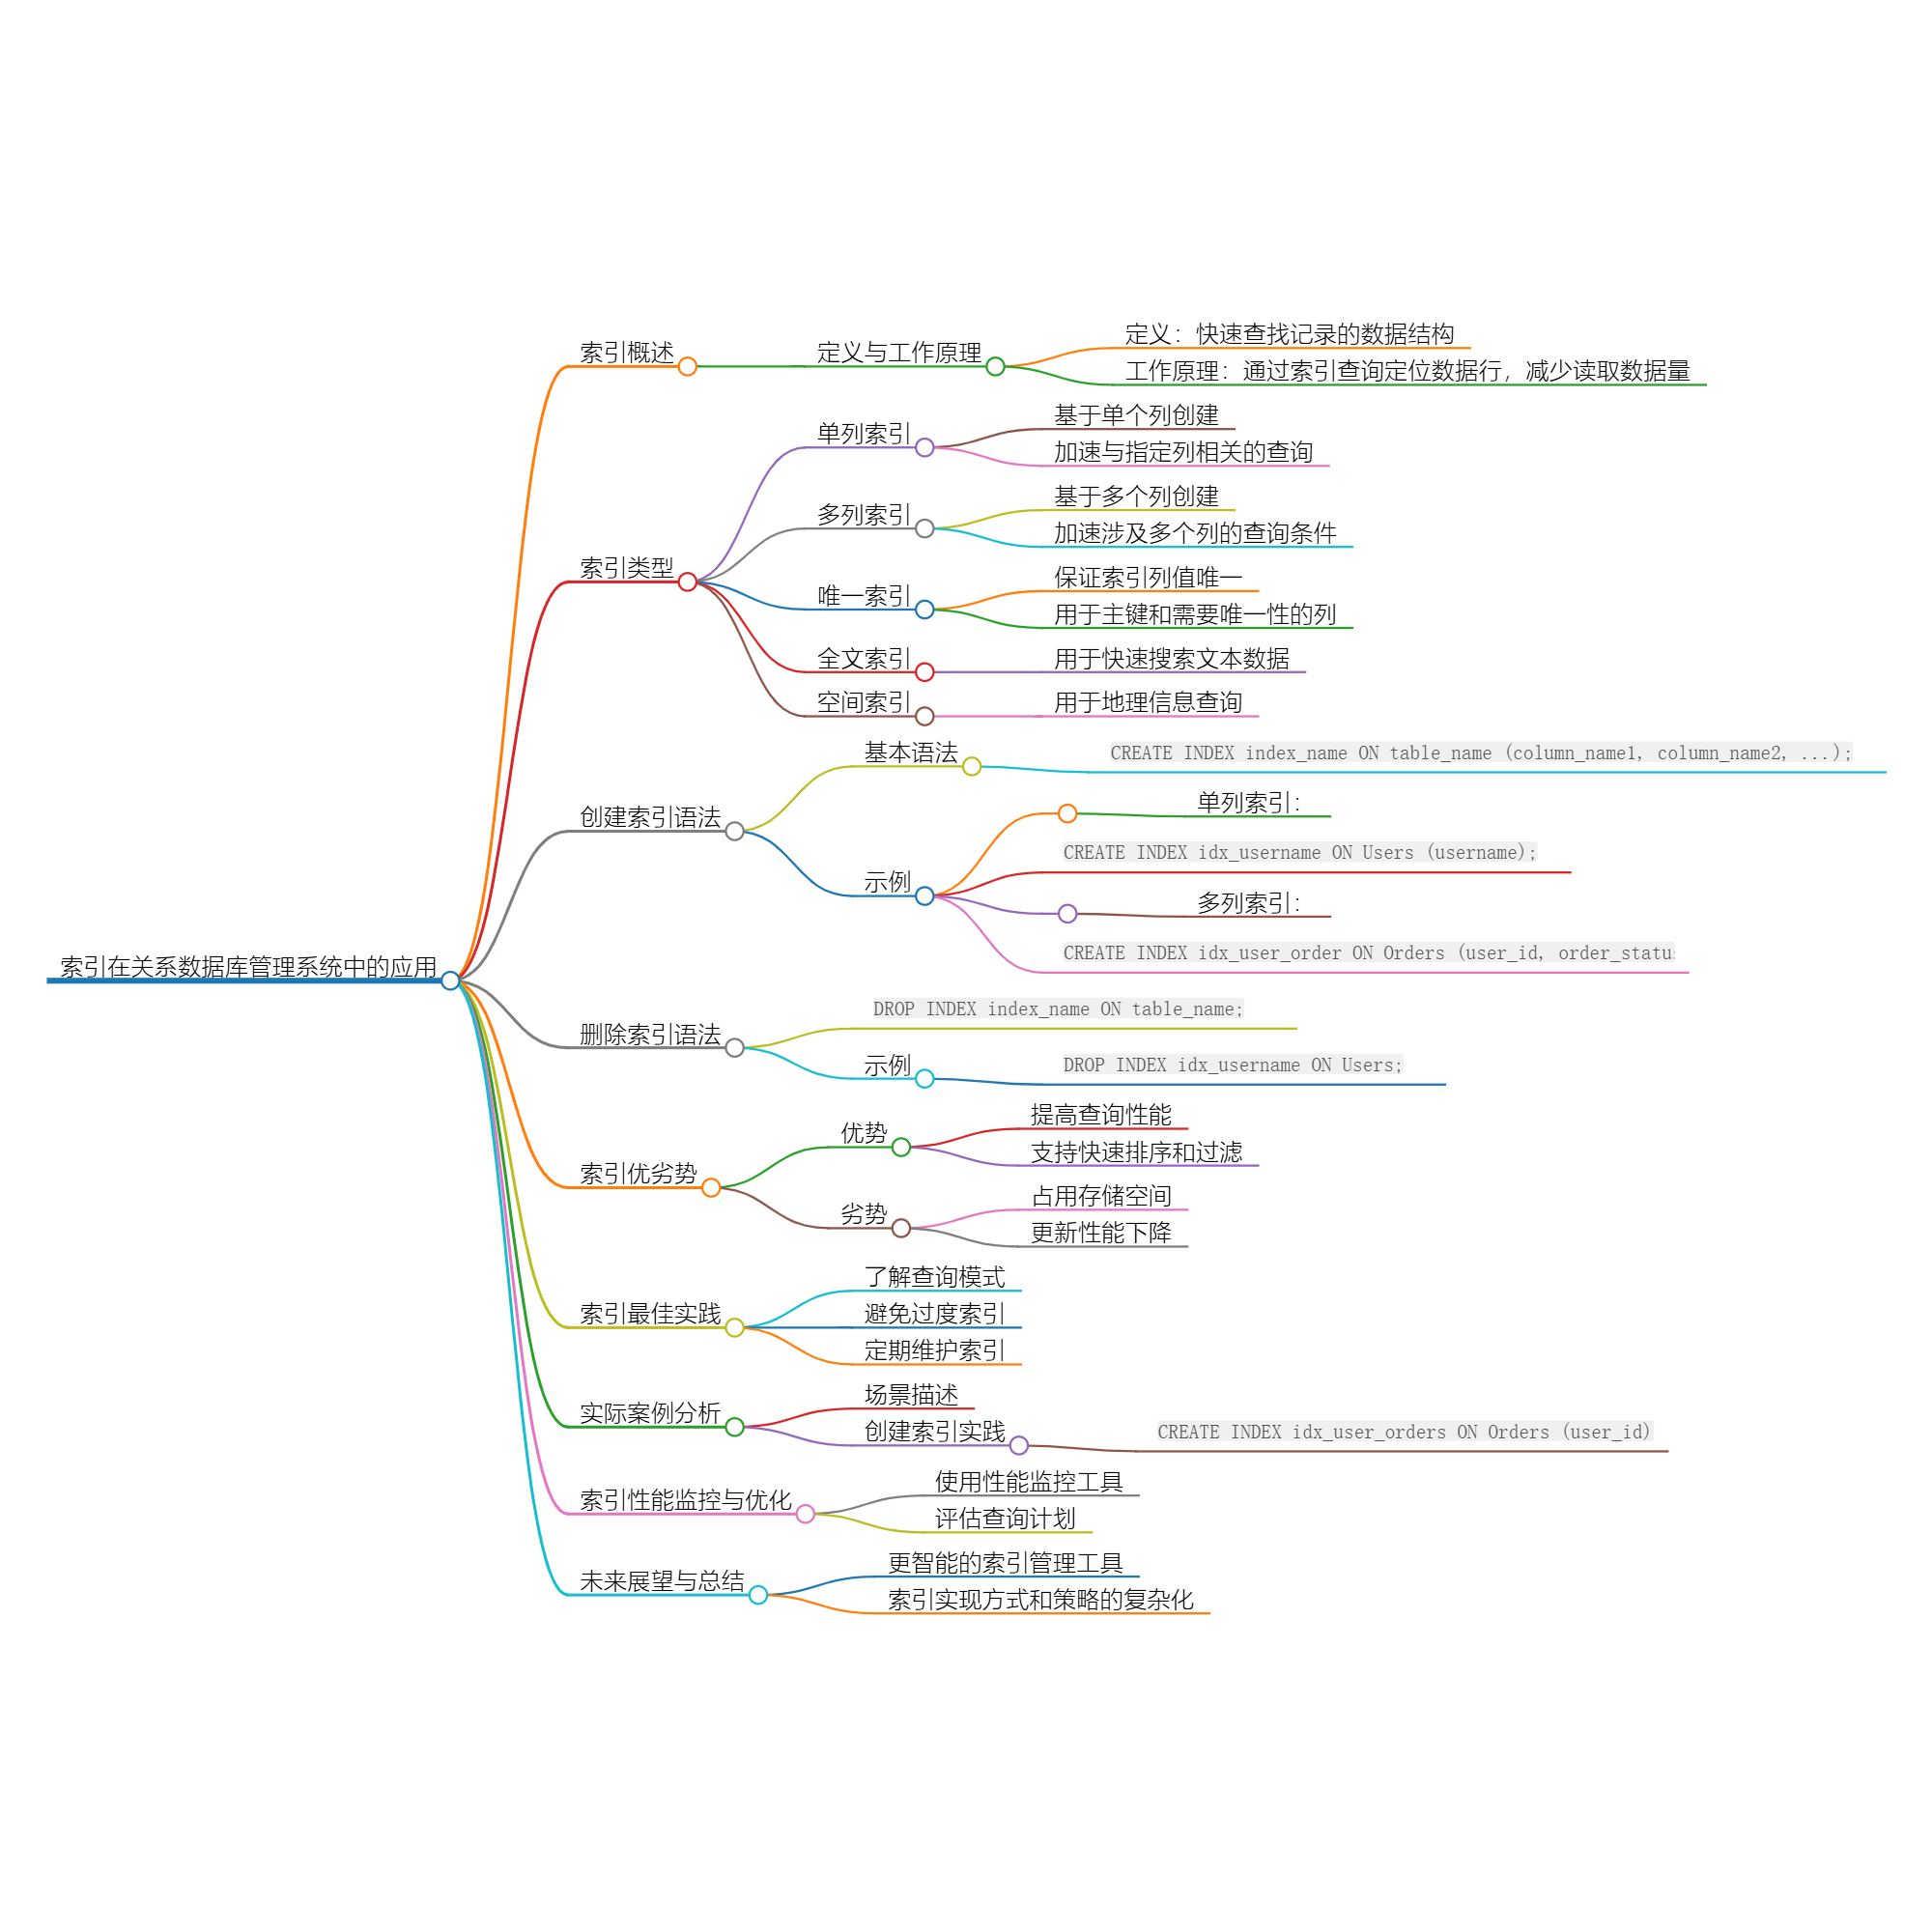 索引在关系数据库管理系统中的应用
索引概述
定义与工作原理
定义：快速查找记录的数据结构
工作原理：通过索引查询定位数据行，减少读取数据量
索引类型
单列索引
基于单个列创建
加速与指定列相关的查询
多列索引
基于多个列创建
加速涉及多个列的查询条件
唯一索引
保证索引列值唯一
用于主键和需要唯一性的列
全文索引
用于快速搜索文本数据
空间索引
用于地理信息查询
创建索引语法
基本语法
CREATE INDEX index_name ON table_name (column_name1, column_name2, ...);
示例
单列索引：
CREATE INDEX idx_username ON Users (username);
多列索引：
CREATE INDEX idx_user_order ON Orders (user_id, order_statu
删除索引语法
DROP INDEX index_name ON table_name;
示例
DROP INDEX idx_username ON Users;
索引优劣势
优势
提高查询性能
支持快速排序和过滤
劣势
占用存储空间
更新性能下降
索引最佳实践
了解查询模式
避免过度索引
定期维护索引
实际案例分析
场景描述
创建索引实践
CREATE INDEX idx_user_orders ON Orders (user_id)
索引性能监控与优化
使用性能监控工具
评估查询计划
未来展望与总结
更智能的索引管理工具
索引实现方式和策略的复杂化